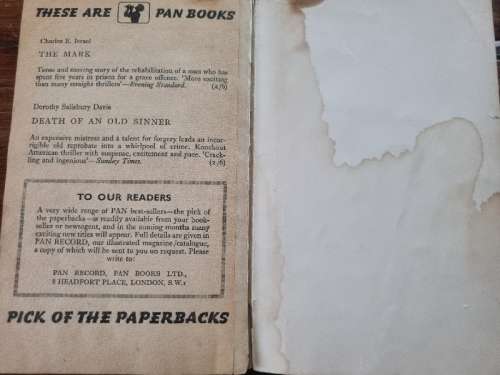 THESE ARE PAN BOOKS
Charles E. Israel
THE MARK
Tense and moving story of the rehabilitation of a man who
has spent five years in prison for a grave offence. 'More exciting
than many straight thrillers'—Evening Standard. (2/6)
Dorothy Salisbury Davis
DEATH OF AN OLD SINNER
An expensive mistress and a talent for forgery leads an incor-
rigible old reprobate into a whirlpool of crime. Knockout
American thriller with suspense, excitement and pace. 'Crack-
ling and ingenious'—Sunday Times. (2/6)
TO OUR READERS
A very wide range of PAN best-sellers—the pick of
the paperbacks—is readily available from your book-
seller or newsagent, and in the coming months many
exciting new titles will appear. Full details are given in
PAN RECORD, our illustrated magazine/catalogue,
a copy of which will be sent to you on request. Please
write to:
PAN RECORD, PAN BOOKS LTD.,
8 HEADFORT PLACE, LONDON, S.W.1
PICK OF THE PAPERBACKS